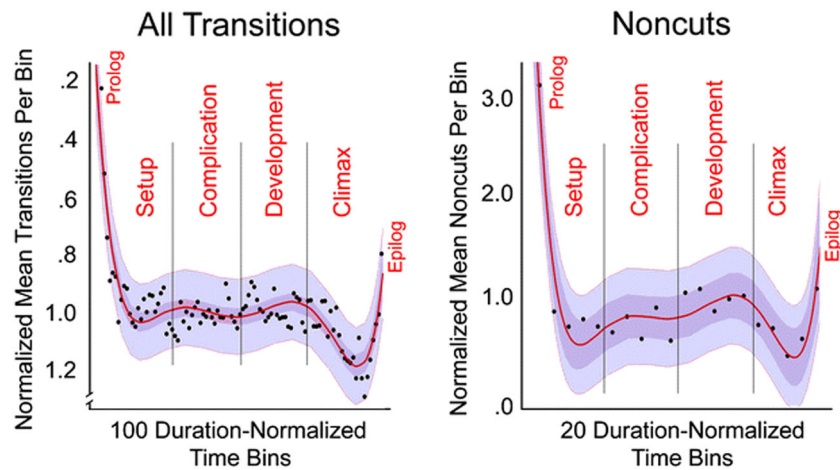 All Transitions
Normalized Mean Transitions Per Bin
.2
.4
.6
.8
1.0
1.2
Prolog
Setup
Complication
Development
Climax
Epilog
100 Duration-Normalized
Time Bins
Noncuts
Normalized Mean Noncuts Per Bin
3.0
2.0
1.0
.0
Prolog
Setup
Complication
Development
Climax
Epilog
20 Duration-Normalized
Time Bins